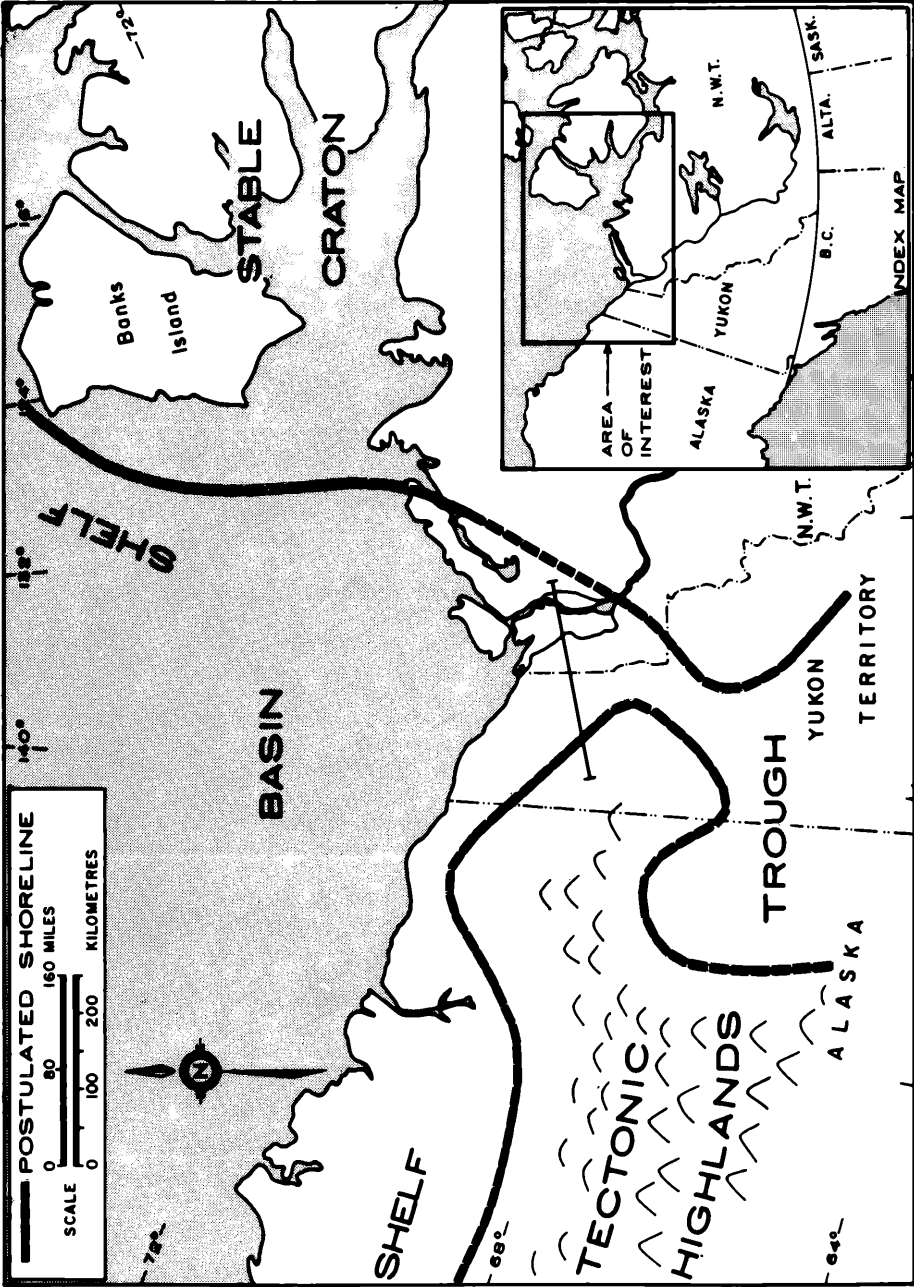 POSTULATED SHORELINE
0 80 160 MILES
SCALE
0 100 200 KILOMETRES
N
140°
132°
124°
72°
72°
68°
64°
SHELF
BASIN
Banks
Island
STABLE
CRATON
SHELF
TECTONIC
HIGHLANDS
TROUGH
ALASKA
YUKON
TERRITORY
N.W.T.
AREA
OF
INTEREST
ALASKA
YUKON
N.W.T.
B.C.
ALTA.
SASK.
INDEX MAP